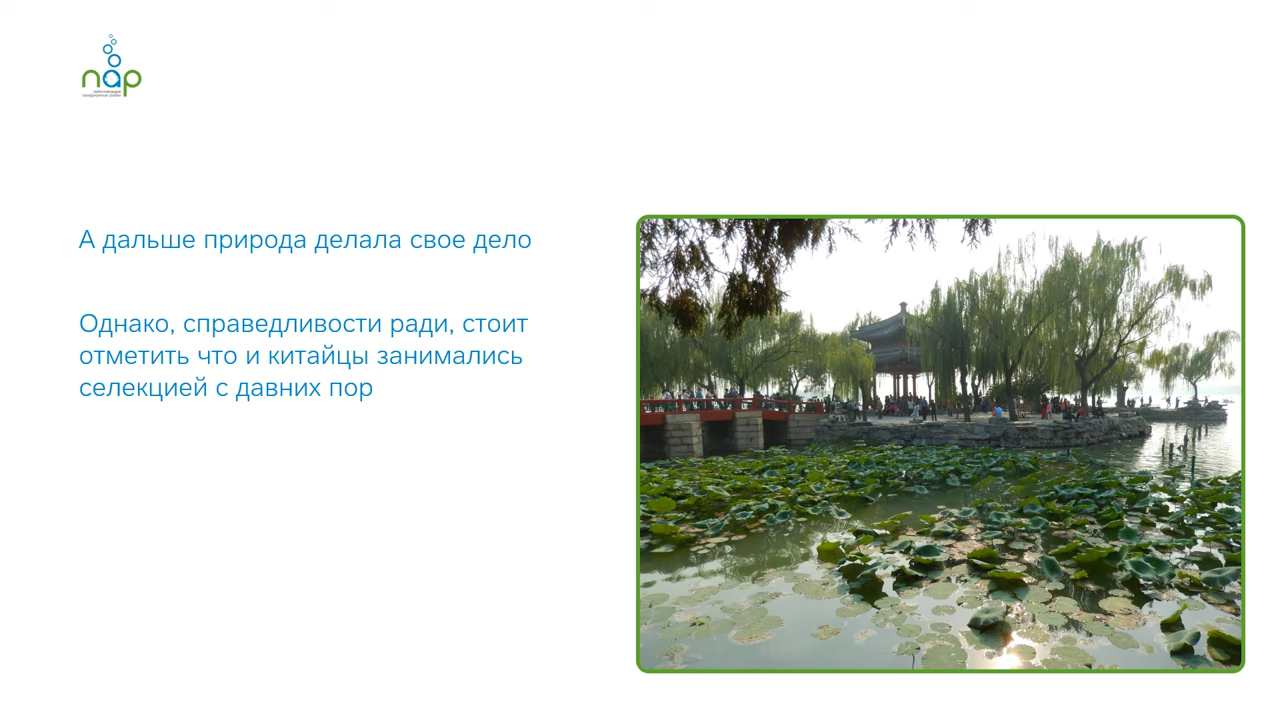 пар
А дальше природа делала свое дело
Однако, справедливости ради, стоит
отметить что и китайцы занимались
селекцией с давних пор